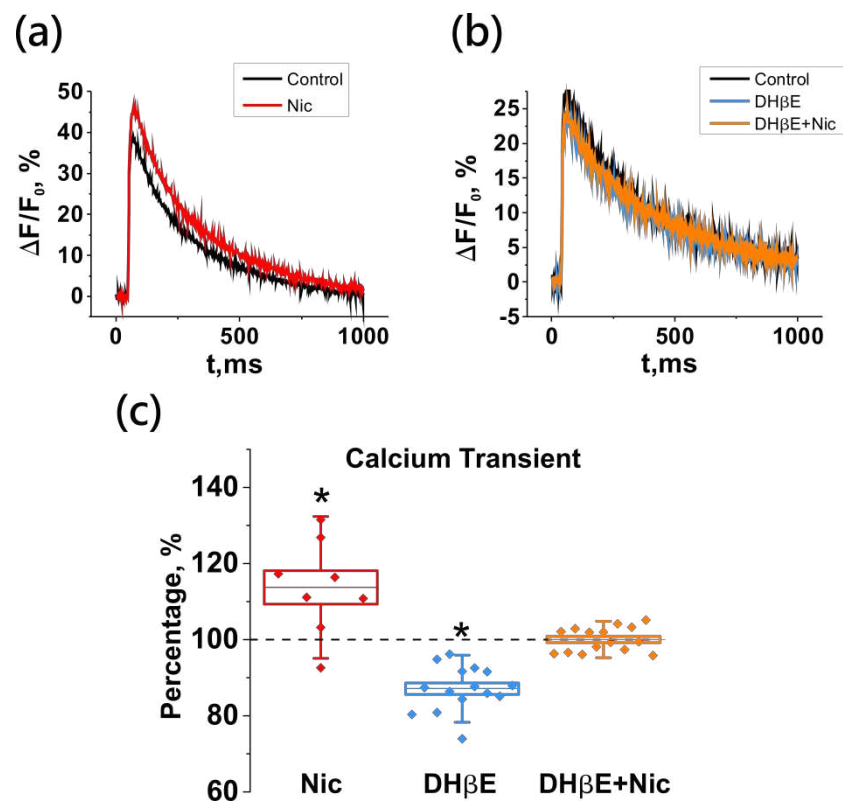 (a)
Control
Nic
50
40
30
20
10
0
ΔF/F₀, %
0
500
1000
t,ms
(b)
Control
DHβE
DHβE+Nic
25
20
15
10
5
0
-5
ΔF/F₀, %
0
500
1000
t,ms
(c)
Calcium Transient
140
120
100
80
60
Percentage, %
*
*
Nic
DHβE
DHβE+Nic